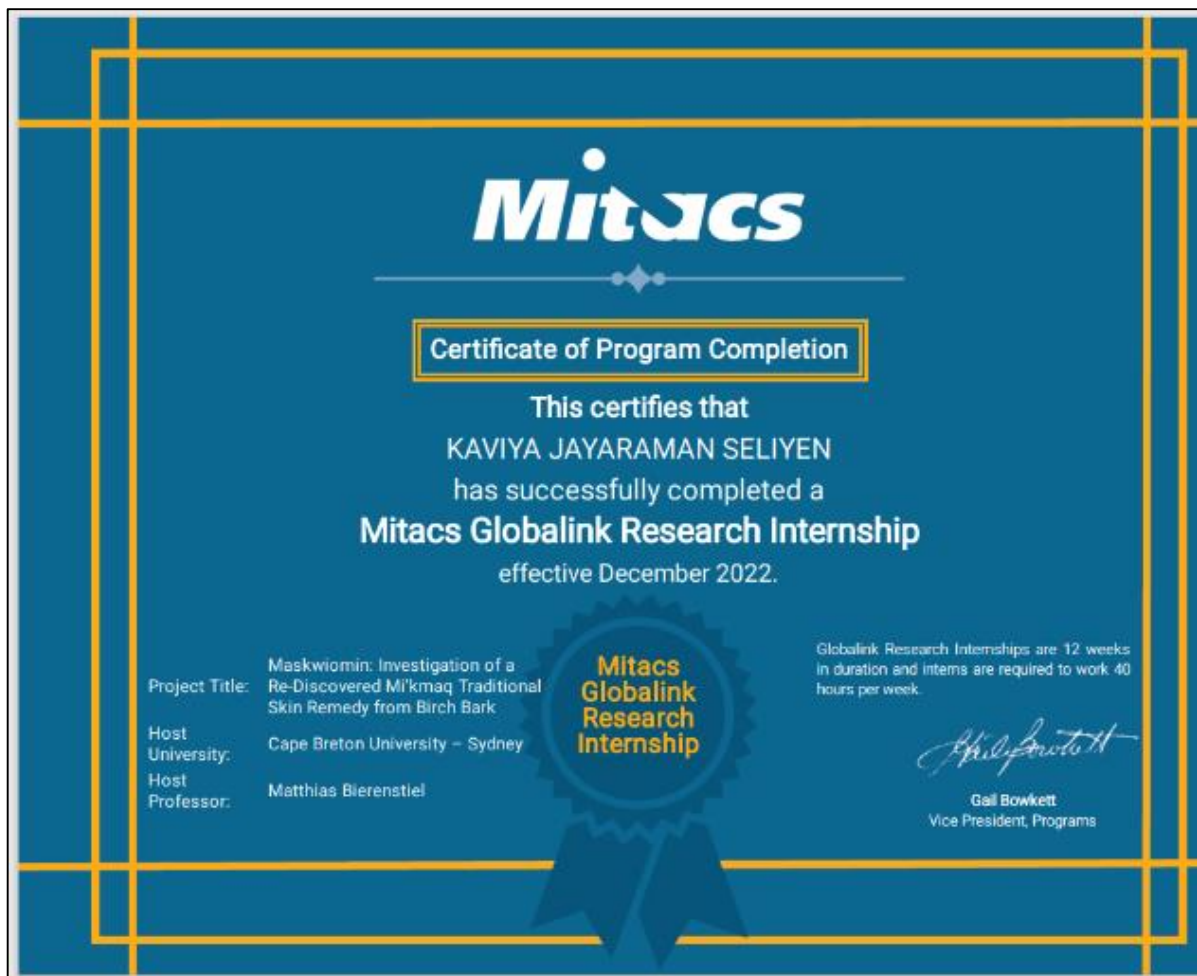 Mitacs
Certificate of Program Completion
This certifies that
KAVIYA JAYARAMAN SELIYEN
has successfully completed a
Mitacs Globalink Research Internship
effective December 2022.
Project Title:
Maskwiomin: Investigation of a
Re-Discovered Mi'kmaq Traditional
Skin Remedy from Birch Bark
Host
University:
Cape Breton University – Sydney
Host
Professor:
Matthias Bierenstiel
Mitacs
Globalink
Research
Internship
Globalink Research Internships are 12 weeks
in duration and interns are required to work 40
hours per week.
Gail Bowkett
Gail Bowkett
Vice President, Programs